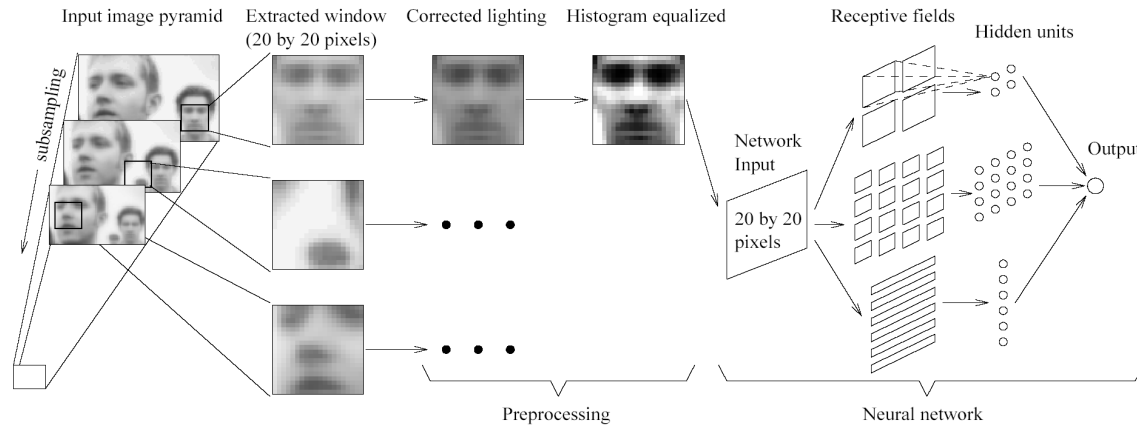 Input image pyramid
Extracted window
(20 by 20 pixels)
Corrected lighting
Histogram equalized
Receptive fields
Hidden units
subsampling
Network
Input
20 by 20
pixels
Output
Preprocessing
Neural network